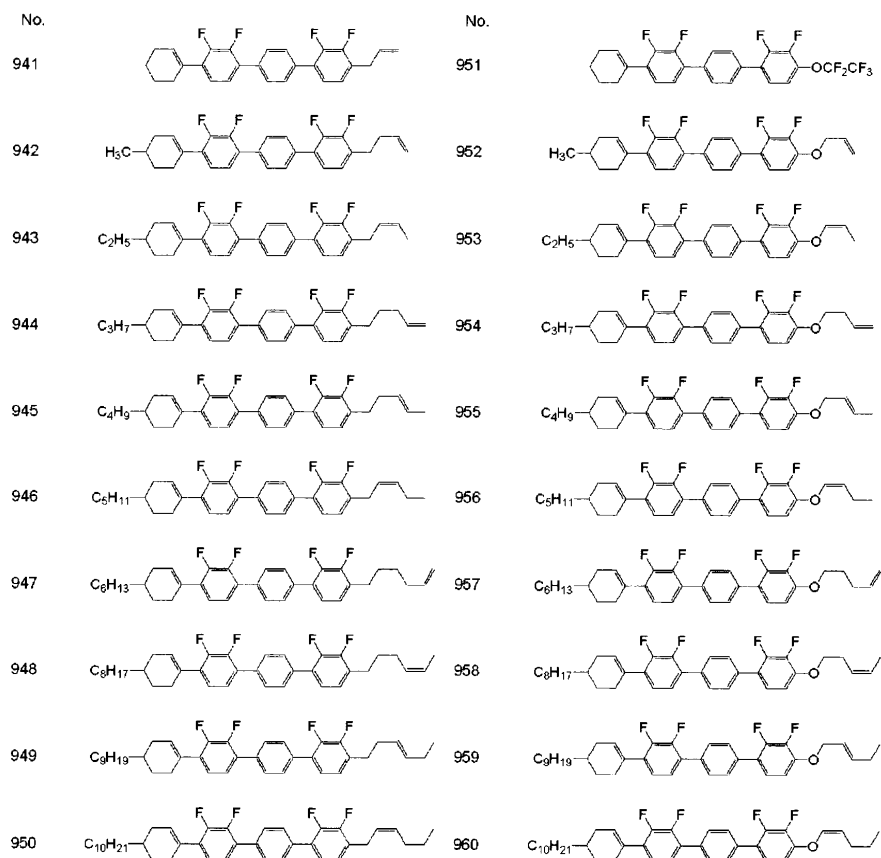 No.
No.
F F F F
941
F F F F
951
OCF2CF3
F F F F
942
H3C
F F F F
952
H3C
O
F F F F
943
C2H5
F F F F
953
C2H5
O
F F F F
944
C3H7
F F F F
954
C3H7
O
F F F F
945
C4H9
F F F F
955
C4H9
O
F F F F
946
C5H11
F F F F
956
C5H11
O
F F F F
947
C6H13
F F F F
957
C6H13
O
F F F F
948
C8H17
F F F F
958
C8H17
O
F F F F
949
C9H19
F F F F
959
C9H19
O
F F F F
950
C10H21
F F F F
960
C10H21
O